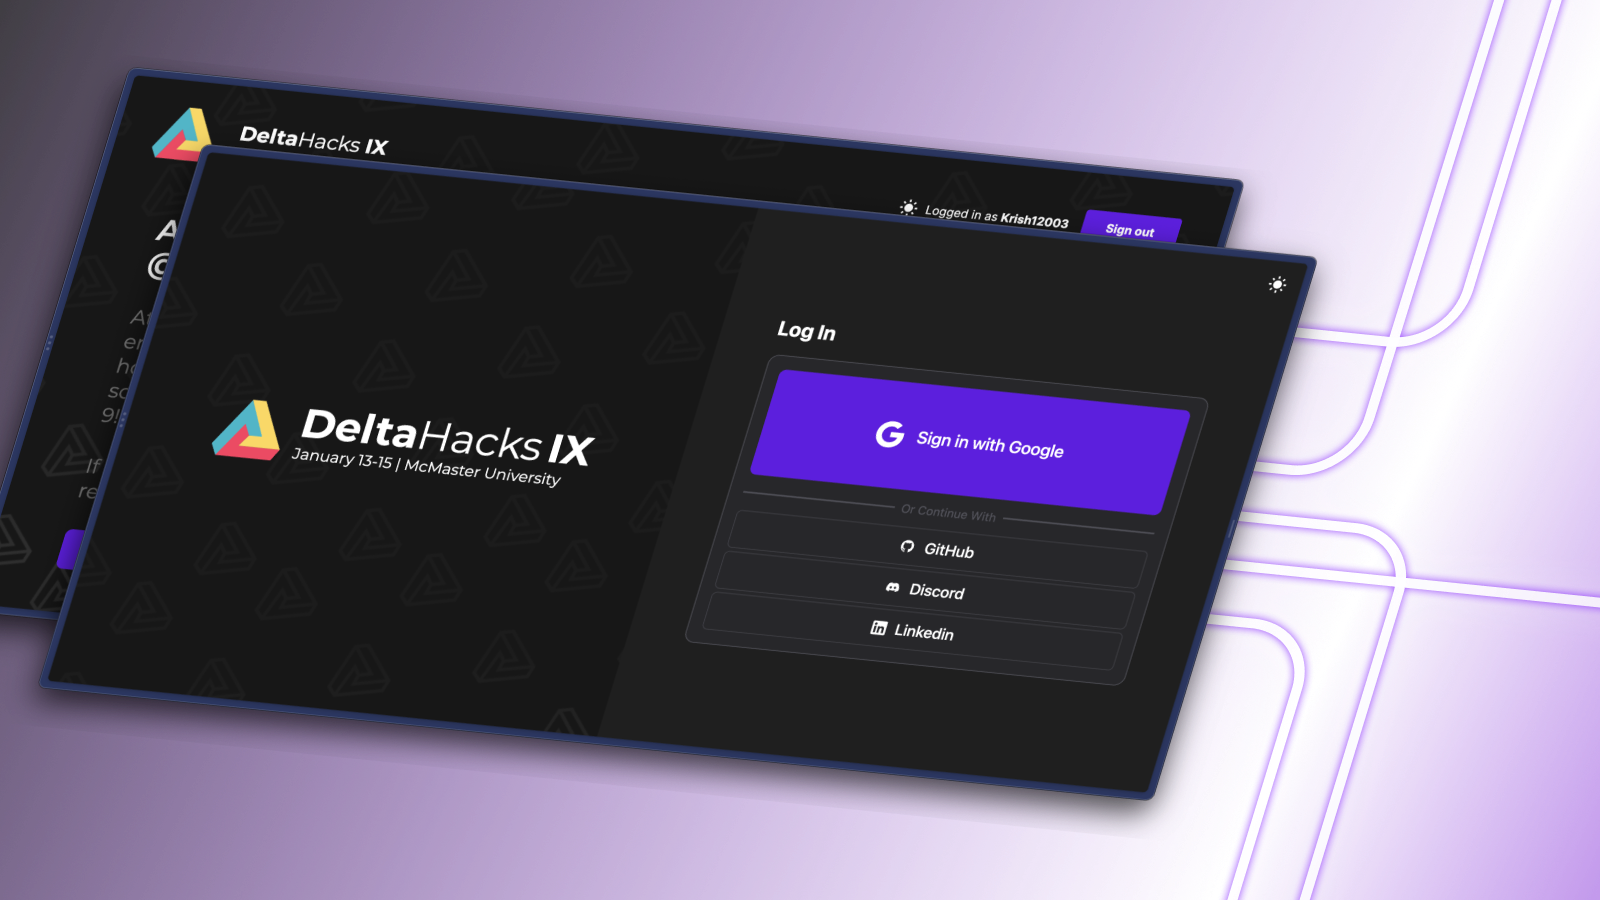 DeltaHacks IX
Logged in as Krish12003
Sign out
9!
If
re
DeltaHacks IX
January 13-15 | McMaster University
Log In
Sign in with Google
Or Continue With
GitHub
Discord
Linkedin